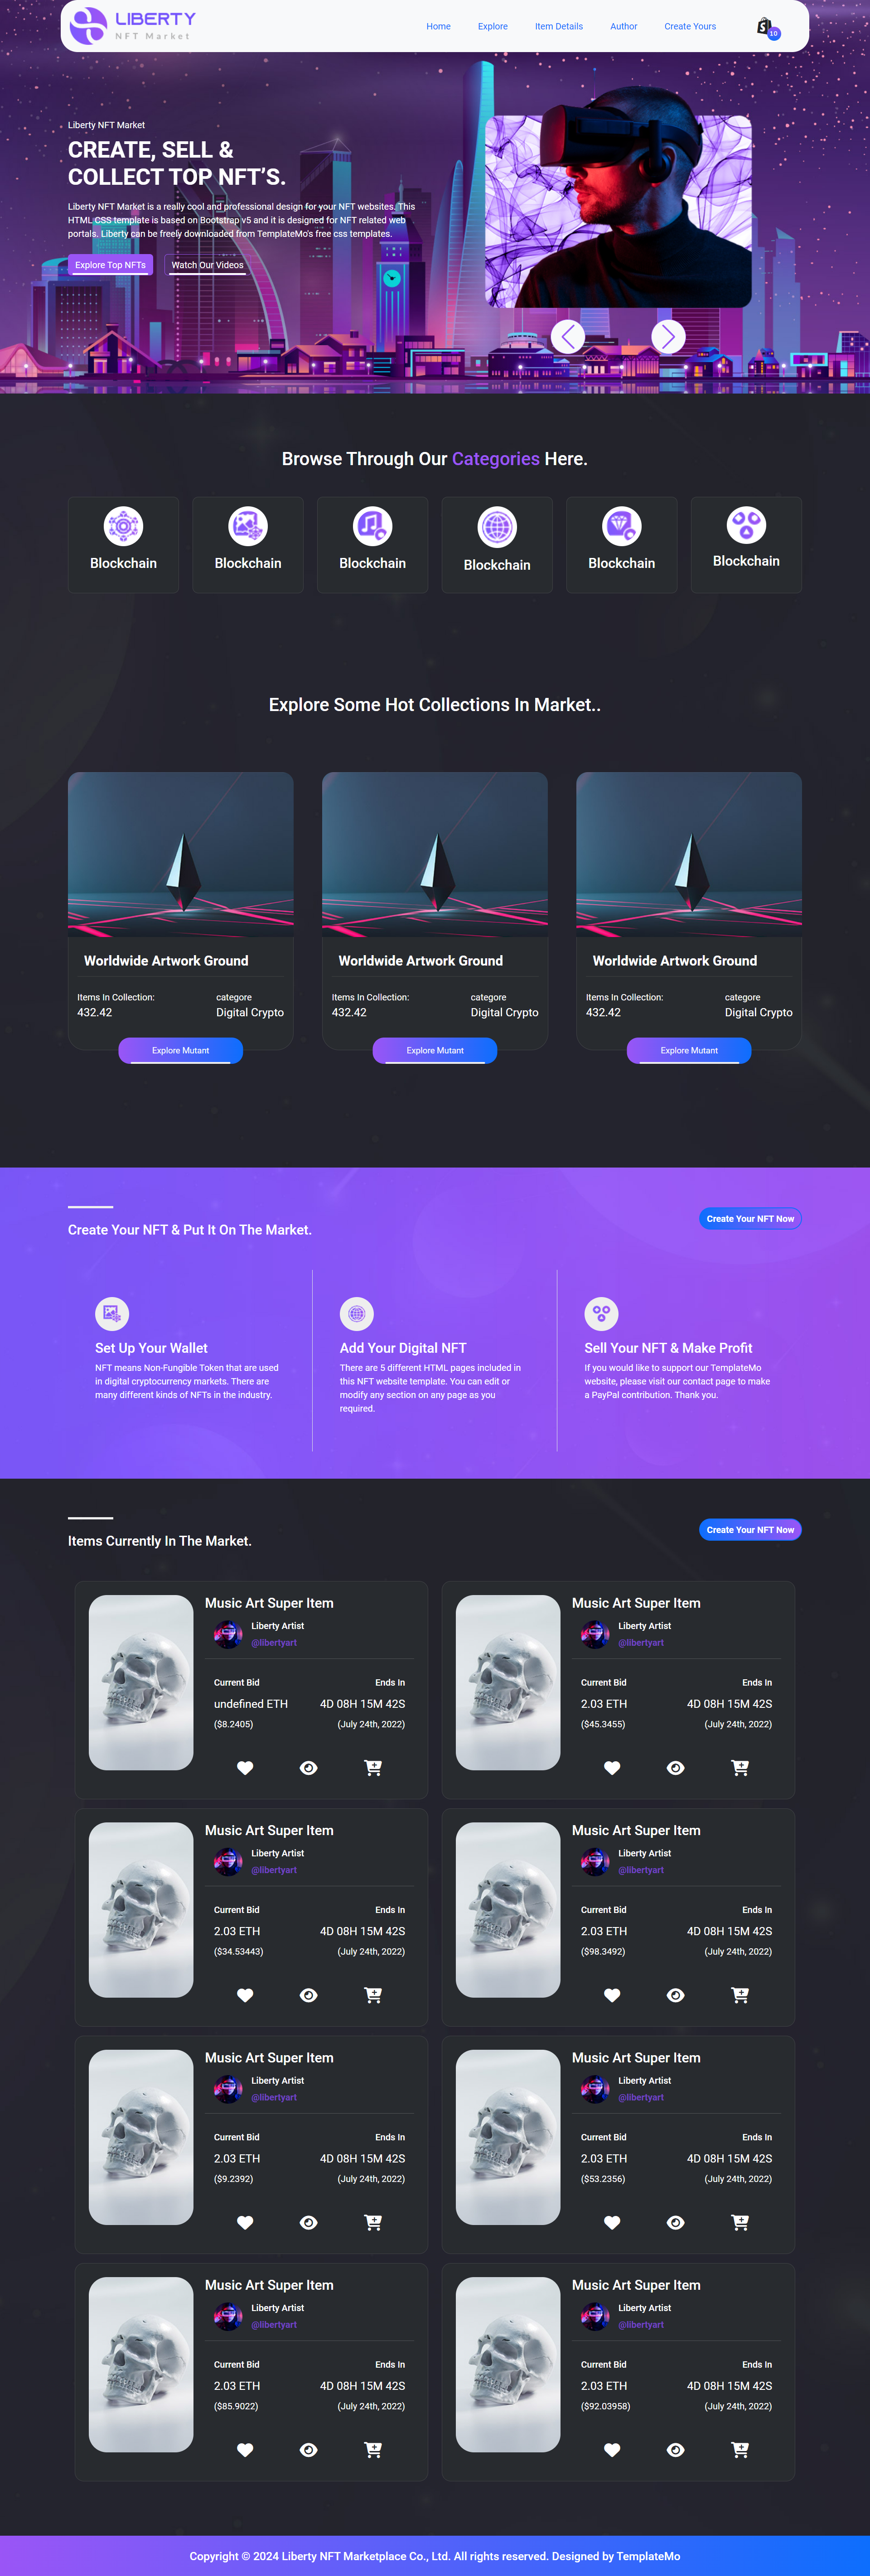 LIBERTY
NFT Market
Home
Explore
Item Details
Author
Create Yours
10
Liberty NFT Market
CREATE, SELL &
COLLECT TOP NFT'S.
Liberty NFT Market is a really cool and professional design for your NFT websites. This
HTML CSS template is based on Bootstrap v5 and it is designed for NFT related web
portals. Liberty can be freely downloaded from TemplateMo's free css templates.
Explore Top NFTs
Watch Our Videos
Browse Through Our Categories Here.
Blockchain
Blockchain
Blockchain
Blockchain
Blockchain
Blockchain
Explore Some Hot Collections In Market..
Worldwide Artwork Ground
Items In Collection:
categore
432.42
Digital Crypto
Explore Mutant
Worldwide Artwork Ground
Items In Collection:
categore
432.42
Digital Crypto
Explore Mutant
Worldwide Artwork Ground
Items In Collection:
categore
432.42
Digital Crypto
Explore Mutant
Create Your NFT & Put It On The Market.
Create Your NFT Now
Set Up Your Wallet
NFT means Non-Fungible Token that are used
in digital cryptocurrency markets. There are
many different kinds of NFTs in the industry.
Add Your Digital NFT
There are 5 different HTML pages included in
this NFT website template. You can edit or
modify any section on any page as you
required.
Sell Your NFT & Make Profit
If you would like to support our TemplateMo
website, please visit our contact page to make
a PayPal contribution. Thank you.
Items Currently In The Market.
Create Your NFT Now
Music Art Super Item
Liberty Artist
@libertyart
Current Bid
Ends In
undefined ETH
4D 08H 15M 42S
($8.2405)
(July 24th, 2022)
Music Art Super Item
Liberty Artist
@libertyart
Current Bid
Ends In
2.03 ETH
4D 08H 15M 42S
($45.3455)
(July 24th, 2022)
Music Art Super Item
Liberty Artist
@libertyart
Current Bid
Ends In
2.03 ETH
4D 08H 15M 42S
($34.53443)
(July 24th, 2022)
Music Art Super Item
Liberty Artist
@libertyart
Current Bid
Ends In
2.03 ETH
4D 08H 15M 42S
($98.3492)
(July 24th, 2022)
Music Art Super Item
Liberty Artist
@libertyart
Current Bid
Ends In
2.03 ETH
4D 08H 15M 42S
($9.2392)
(July 24th, 2022)
Music Art Super Item
Liberty Artist
@libertyart
Current Bid
Ends In
2.03 ETH
4D 08H 15M 42S
($53.2356)
(July 24th, 2022)
Music Art Super Item
Liberty Artist
@libertyart
Current Bid
Ends In
2.03 ETH
4D 08H 15M 42S
($85.9022)
(July 24th, 2022)
Music Art Super Item
Liberty Artist
@libertyart
Current Bid
Ends In
2.03 ETH
4D 08H 15M 42S
($92.03958)
(July 24th, 2022)
Copyright © 2024 Liberty NFT Marketplace Co., Ltd. All rights reserved. Designed by TemplateMo